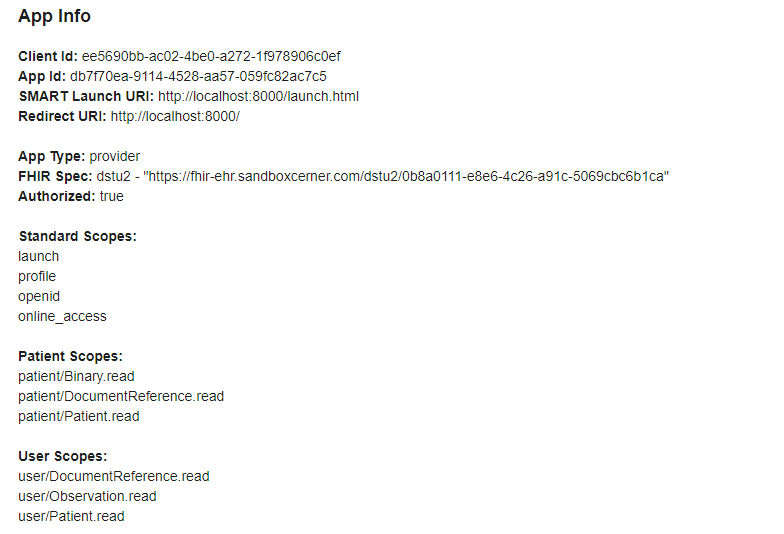 App Info
Client Id: ee5690bb-ac02-4be0-a272-1f978906c0ef
App Id: db7f70ea-9114-4528-aa57-059fc82ac7c5
SMART Launch URI: http://localhost:8000/launch.html
Redirect URI: http://localhost:8000/
App Type: provider
FHIR Spec: dstu2 - "https://fhir-ehr.sandboxcerner.com/dstu2/0b8a0111-e8e6-4c26-a91c-5069cbc6b1ca"
Authorized: true
Standard Scopes:
launch
profile
openid
online_access
Patient Scopes:
patient/Binary.read
patient/DocumentReference.read
patient/Patient.read
User Scopes:
user/DocumentReference.read
user/Observation.read
user/Patient.read